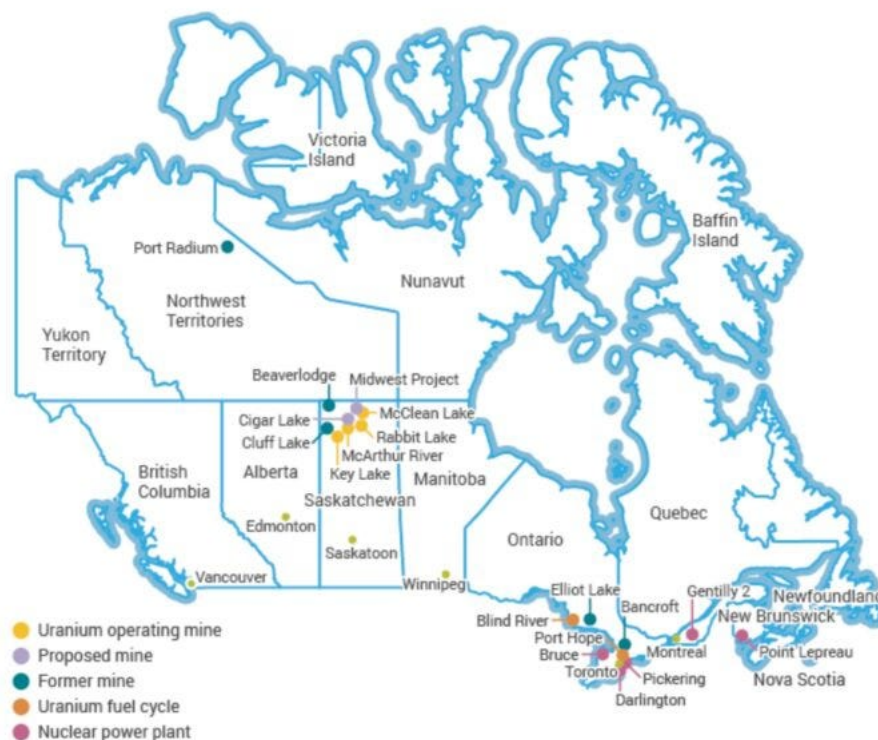 Victoria
Island
Baffin
Island
Port Radium
Nunavut
Northwest
Territories
Yukon
Territory
Beaverlodge
Midwest Project
McClean Lake
Cigar Lake
Rabbit Lake
Cluff Lake
McArthur River
Key Lake
British
Columbia
Alberta
Manitoba
Saskatchewan
Edmonton
Saskatoon
Vancouver
Winnipeg
Ontario
Quebec
Elliot Lake
Gentilly 2
Newfoundland
Blind River
Bancroft
New Brunswick
Port Hope
Bruce
Montreal
Point Lepreau
Toronto
Pickering
Nova Scotia
Darlington
Uranium operating mine
Proposed mine
Former mine
Uranium fuel cycle
Nuclear power plant